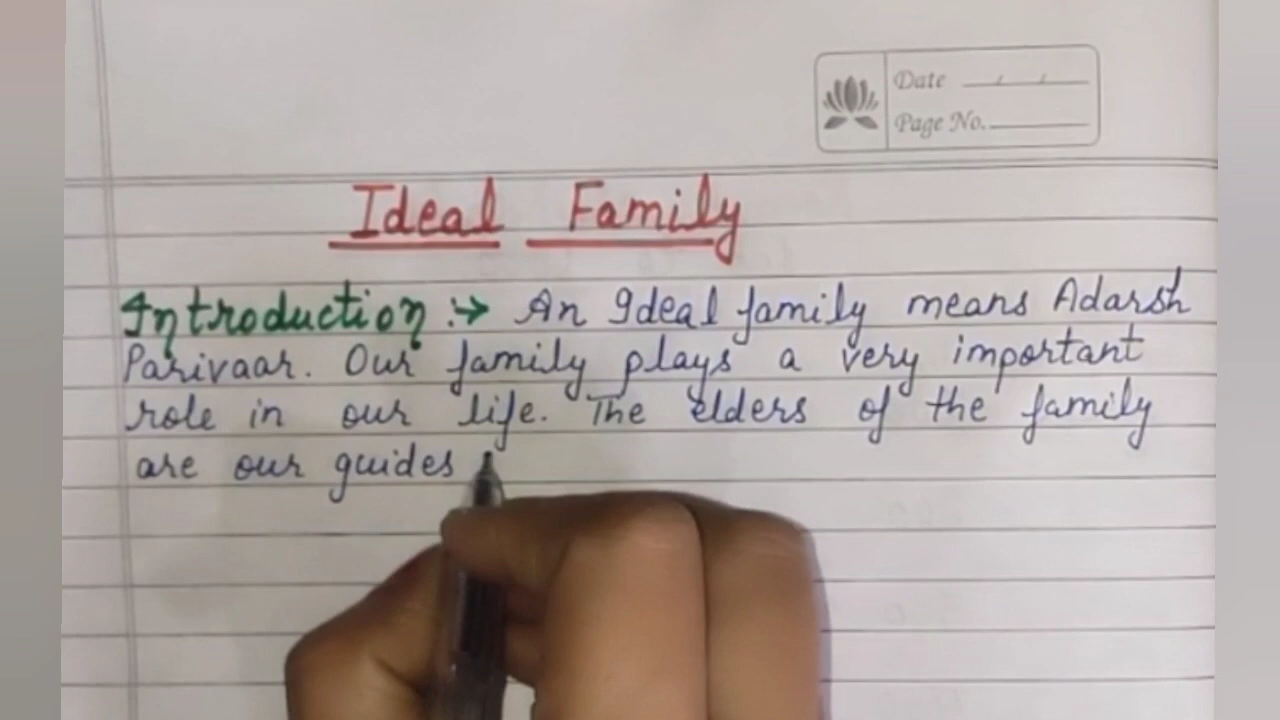 Date
Page No.
Ideal Family
Introduction :→ An Ideal family means Adarsh
Parivaar. Our family plays a very important
role in our life. The elders of the family
are our guides